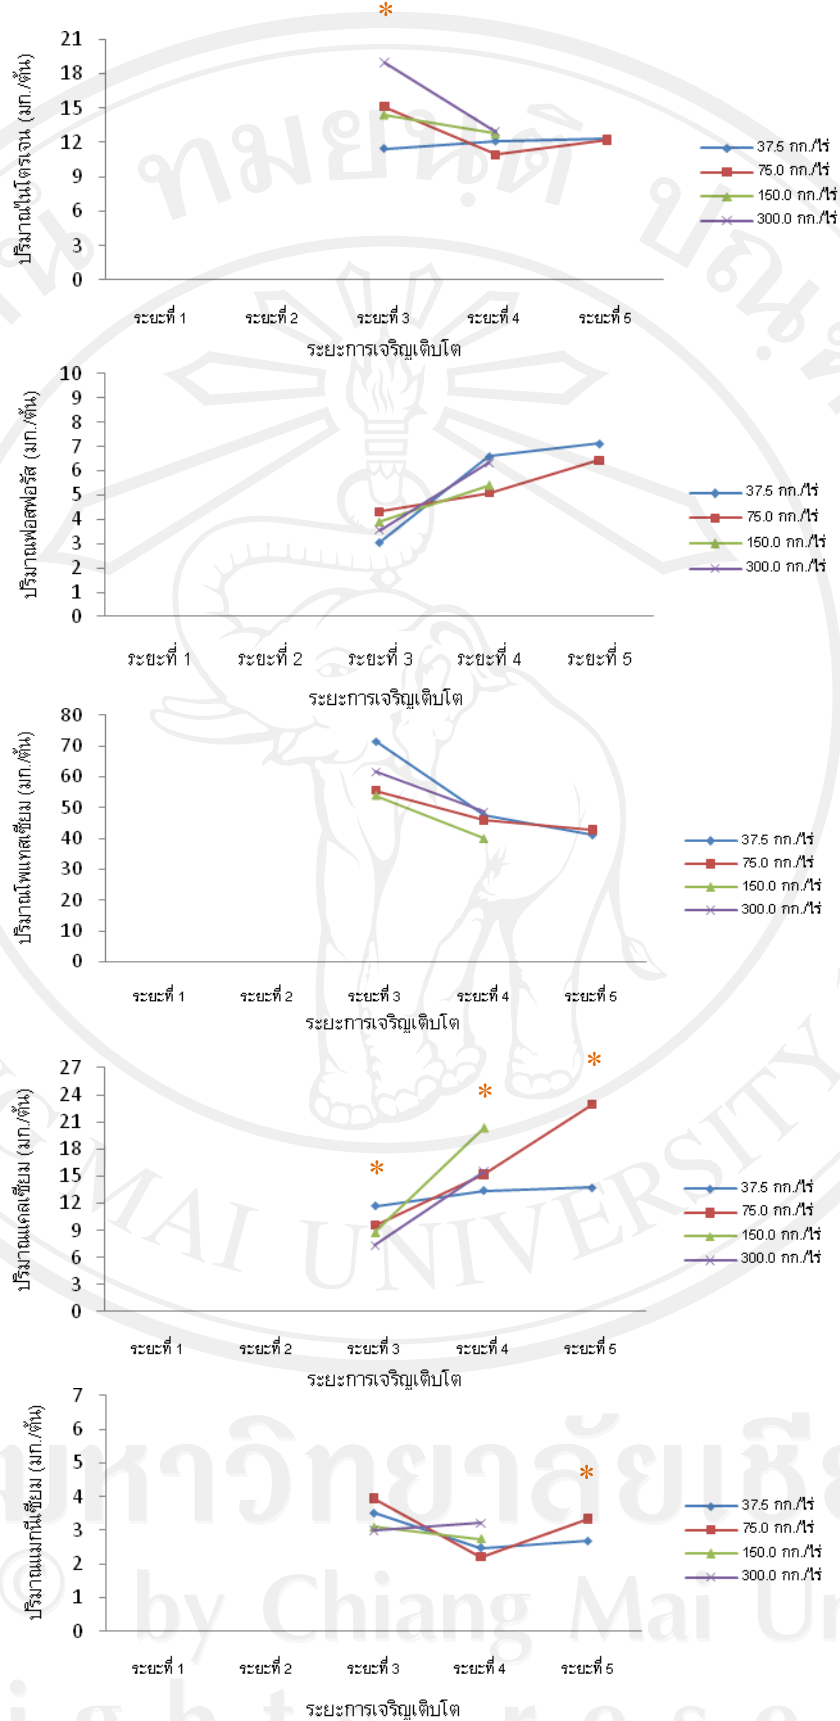 *
ปริมาณไนโตรเจน (มก./ต้น)
21
18
15
12
9
6
3
0
37.5 กก./ไร่
75.0 กก./ไร่
150.0 กก./ไร่
300.0 กก./ไร่
ระยะที่ 1 ระยะที่ 2 ระยะที่ 3 ระยะที่ 4 ระยะที่ 5
ระยะการเจริญเติบโต
ปริมาณฟอสฟอรัส (มก./ต้น)
10
9
8
7
6
5
4
3
2
1
0
37.5 กก./ไร่
75.0 กก./ไร่
150.0 กก./ไร่
300.0 กก./ไร่
ระยะที่ 1 ระยะที่ 2 ระยะที่ 3 ระยะที่ 4 ระยะที่ 5
ระยะการเจริญเติบโต
ปริมาณโพแทสเซียม (มก./ต้น)
80
70
60
50
40
30
20
10
0
37.5 กก./ไร่
75.0 กก./ไร่
150.0 กก./ไร่
300.0 กก./ไร่
ระยะที่ 1 ระยะที่ 2 ระยะที่ 3 ระยะที่ 4 ระยะที่ 5
ระยะการเจริญเติบโต
* * *
ปริมาณแคลเซียม (มก./ต้น)
27
24
21
18
15
12
9
6
3
0
37.5 กก./ไร่
75.0 กก./ไร่
150.0 กก./ไร่
300.0 กก./ไร่
ระยะที่ 1 ระยะที่ 2 ระยะที่ 3 ระยะที่ 4 ระยะที่ 5
ระยะการเจริญเติบโต
*
ปริมาณแมกนีเซียม (มก./ต้น)
7
6
5
4
3
2
1
0
37.5 กก./ไร่
75.0 กก./ไร่
150.0 กก./ไร่
300.0 กก./ไร่
ระยะที่ 1 ระยะที่ 2 ระยะที่ 3 ระยะที่ 4 ระยะที่ 5
ระยะการเจริญเติบโต
MAI UNIVERSITY
มหาวิทยาลัยเชี
© by Chiang Mai Un